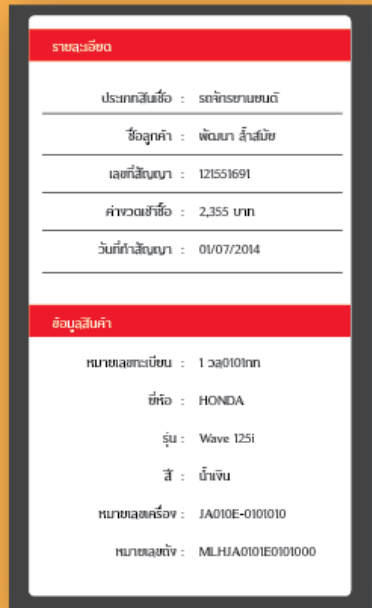 รายละเอียด
ประเภทสินเชื่อ : รถจักรยานยนต์
ชื่อลูกค้า : พัฒนา ล้ำสมัย
เลขที่สัญญา : 121551691
ค่างวดเช่าซื้อ : 2,355 บาท
วันที่ทำสัญญา : 01/07/2014
ข้อมูลสินค้า
หมายเลขทะเบียน : 1 วล0101กท
ยี่ห้อ : HONDA
รุ่น : Wave 125i
สี : น้ำเงิน
หมายเลขเครื่อง : JA010E-0101010
หมายเลขถัง : MLHJA0101E0101000